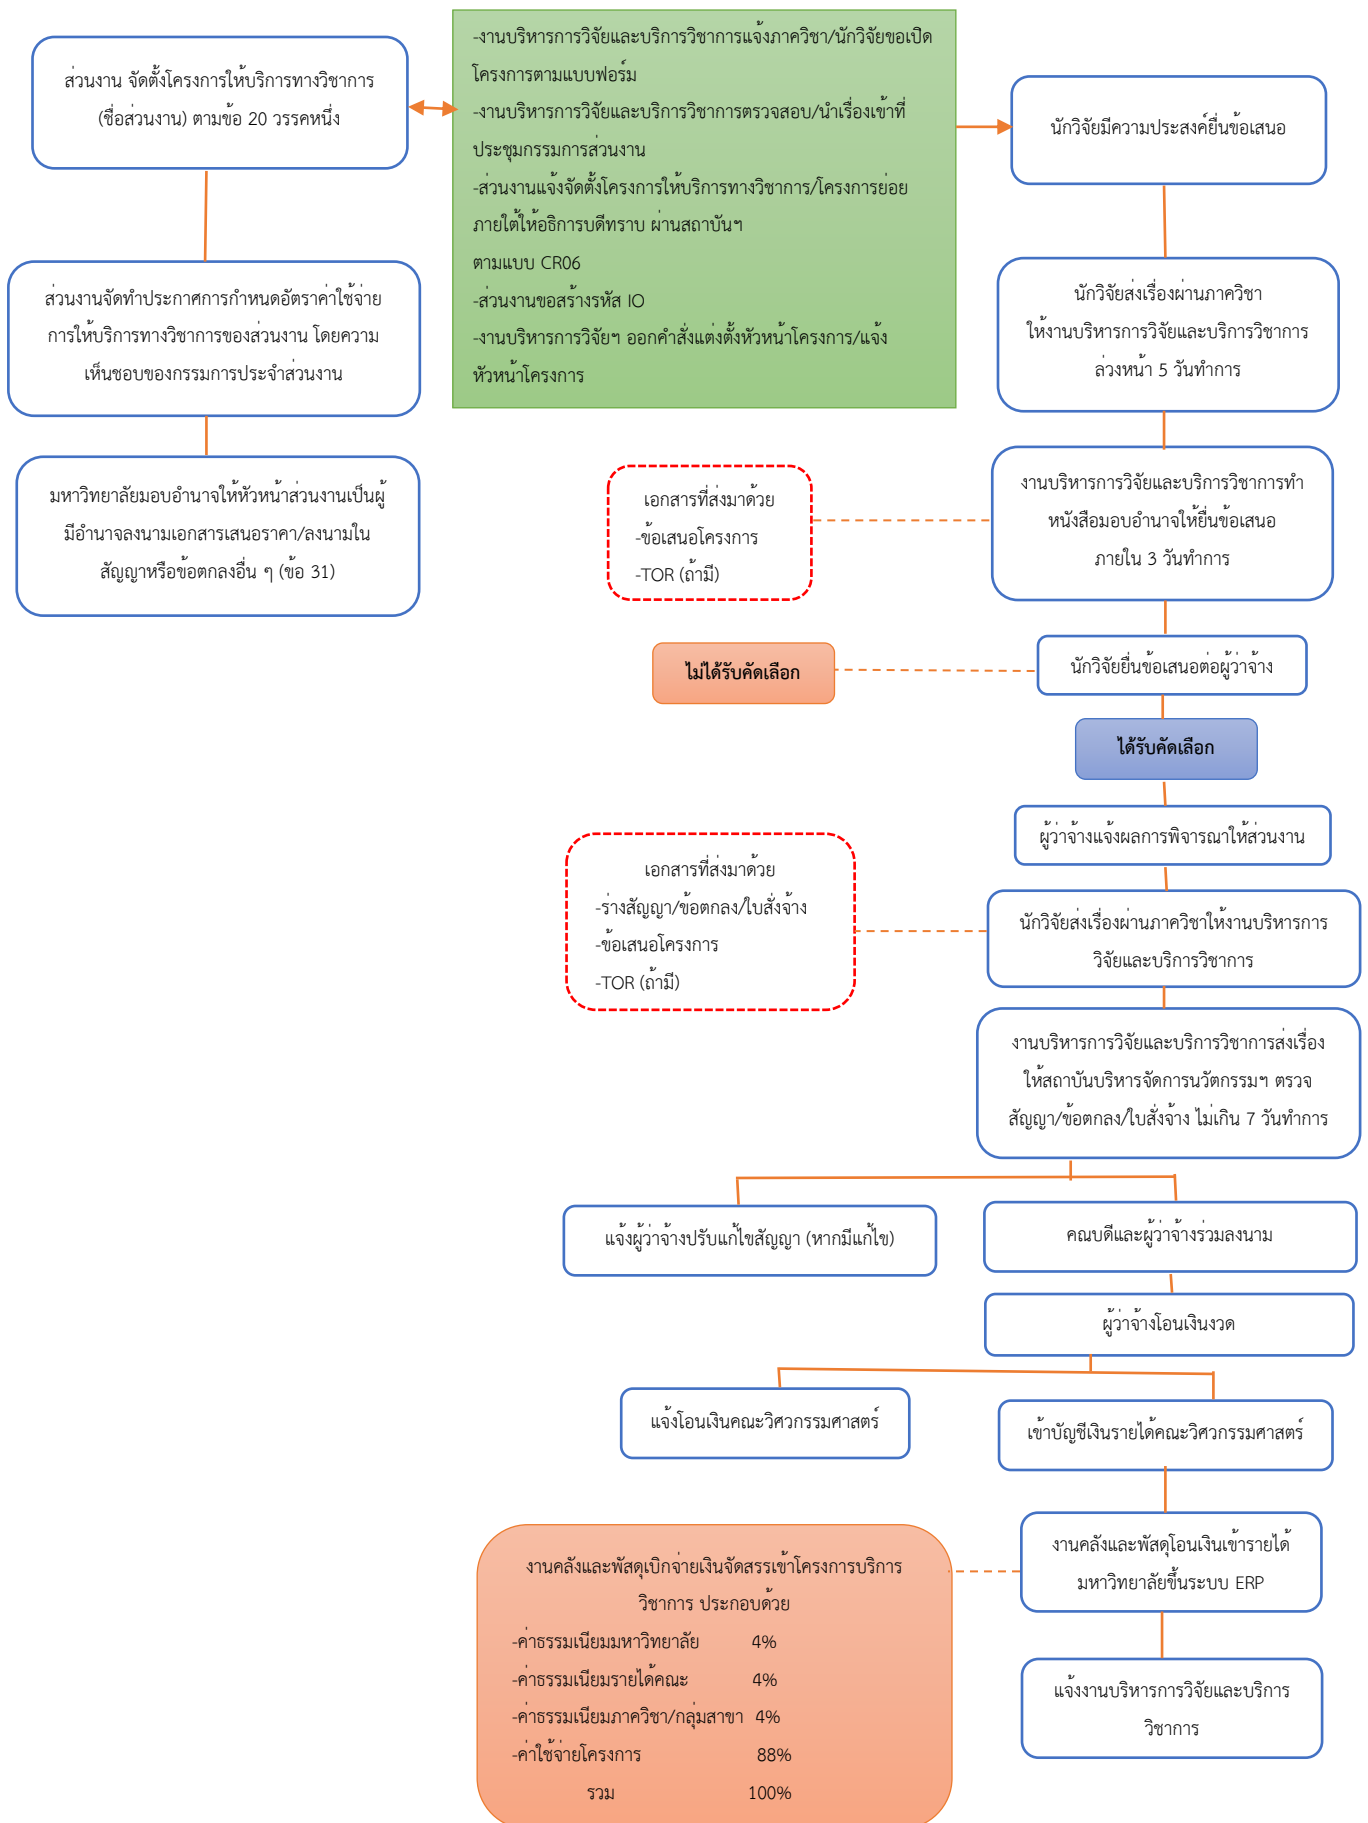 ส่วนงาน จัดตั้งโครงการให้บริการทางวิชาการ
(ชื่อส่วนงาน) ตามข้อ 20 วรรคหนึ่ง
ส่วนงานจัดทำประกาศการกำหนดอัตราค่าใช้จ่าย
การให้บริการทางวิชาการของส่วนงาน โดยความ
เห็นชอบของกรรมการประจำส่วนงาน
มหาวิทยาลัยมอบอำนาจให้หัวหน้าส่วนงานเป็นผู้
มีอำนาจลงนามเอกสารเสนอราคา/ลงนามใน
สัญญาหรือข้อตกลงอื่น ๆ (ข้อ 31)
-งานบริหารการวิจัยและบริการวิชาการแจ้งภาควิชา/นักวิจัยขอเปิด
โครงการตามแบบฟอร์ม
-งานบริหารการวิจัยและบริการวิชาการตรวจสอบ/นำเรื่องเข้าที่
ประชุมกรรมการส่วนงาน
-ส่วนงานแจ้งจัดตั้งโครงการให้บริการทางวิชาการ/โครงการย่อย
ภายใต้ให้อธิการบดีทราบ ผ่านสถาบันฯ
ตามแบบ CR06
-ส่วนงานขอสร้างรหัส IO
-งานบริหารการวิจัยฯ ออกคำสั่งแต่งตั้งหัวหน้าโครงการ/แจ้ง
หัวหน้าโครงการ
นักวิจัยมีความประสงค์ยื่นข้อเสนอ
นักวิจัยส่งเรื่องผ่านภาควิชา
ให้งานบริหารการวิจัยและบริการวิชาการ
ล่วงหน้า 5 วันทำการ
งานบริหารการวิจัยและบริการวิชาการทำ
หนังสือมอบอำนาจให้ยื่นข้อเสนอ
ภายใน 3 วันทำการ
เอกสารที่ส่งมาด้วย
-ข้อเสนอโครงการ
-TOR (ถ้ามี)
นักวิจัยยื่นข้อเสนอต่อผู้ว่าจ้าง
ไม่ได้รับคัดเลือก
ได้รับคัดเลือก
ผู้ว่าจ้างแจ้งผลการพิจารณาให้ส่วนงาน
นักวิจัยส่งเรื่องผ่านภาควิชาให้งานบริหารการ
วิจัยและบริการวิชาการ
เอกสารที่ส่งมาด้วย
-ร่างสัญญา/ข้อตกลง/ใบสั่งจ้าง
-ข้อเสนอโครงการ
-TOR (ถ้ามี)
งานบริหารการวิจัยและบริการวิชาการส่งเรื่อง
ให้สถาบันบริหารจัดการนวัตกรรมฯ ตรวจ
สัญญา/ข้อตกลง/ใบสั่งจ้าง ไม่เกิน 7 วันทำการ
แจ้งผู้ว่าจ้างปรับแก้ไขสัญญา (หากมีแก้ไข)
คณบดีและผู้ว่าจ้างร่วมลงนาม
ผู้ว่าจ้างโอนเงินงวด
แจ้งโอนเงินคณะวิศวกรรมศาสตร์
เข้าบัญชีเงินรายได้คณะวิศวกรรมศาสตร์
งานคลังและพัสดุโอนเงินเข้ารายได้
มหาวิทยาลัยขึ้นระบบ ERP
งานคลังและพัสดุเบิกจ่ายเงินจัดสรรเข้าโครงการบริการ
วิชาการ ประกอบด้วย
-ค่าธรรมเนียมมหาวิทยาลัย 4%
-ค่าธรรมเนียมรายได้คณะ 4%
-ค่าธรรมเนียมภาควิชา/กลุ่มสาขา 4%
-ค่าใช้จ่ายโครงการ 88%
รวม 100%
แจ้งงานบริหารการวิจัยและบริการ
วิชาการ